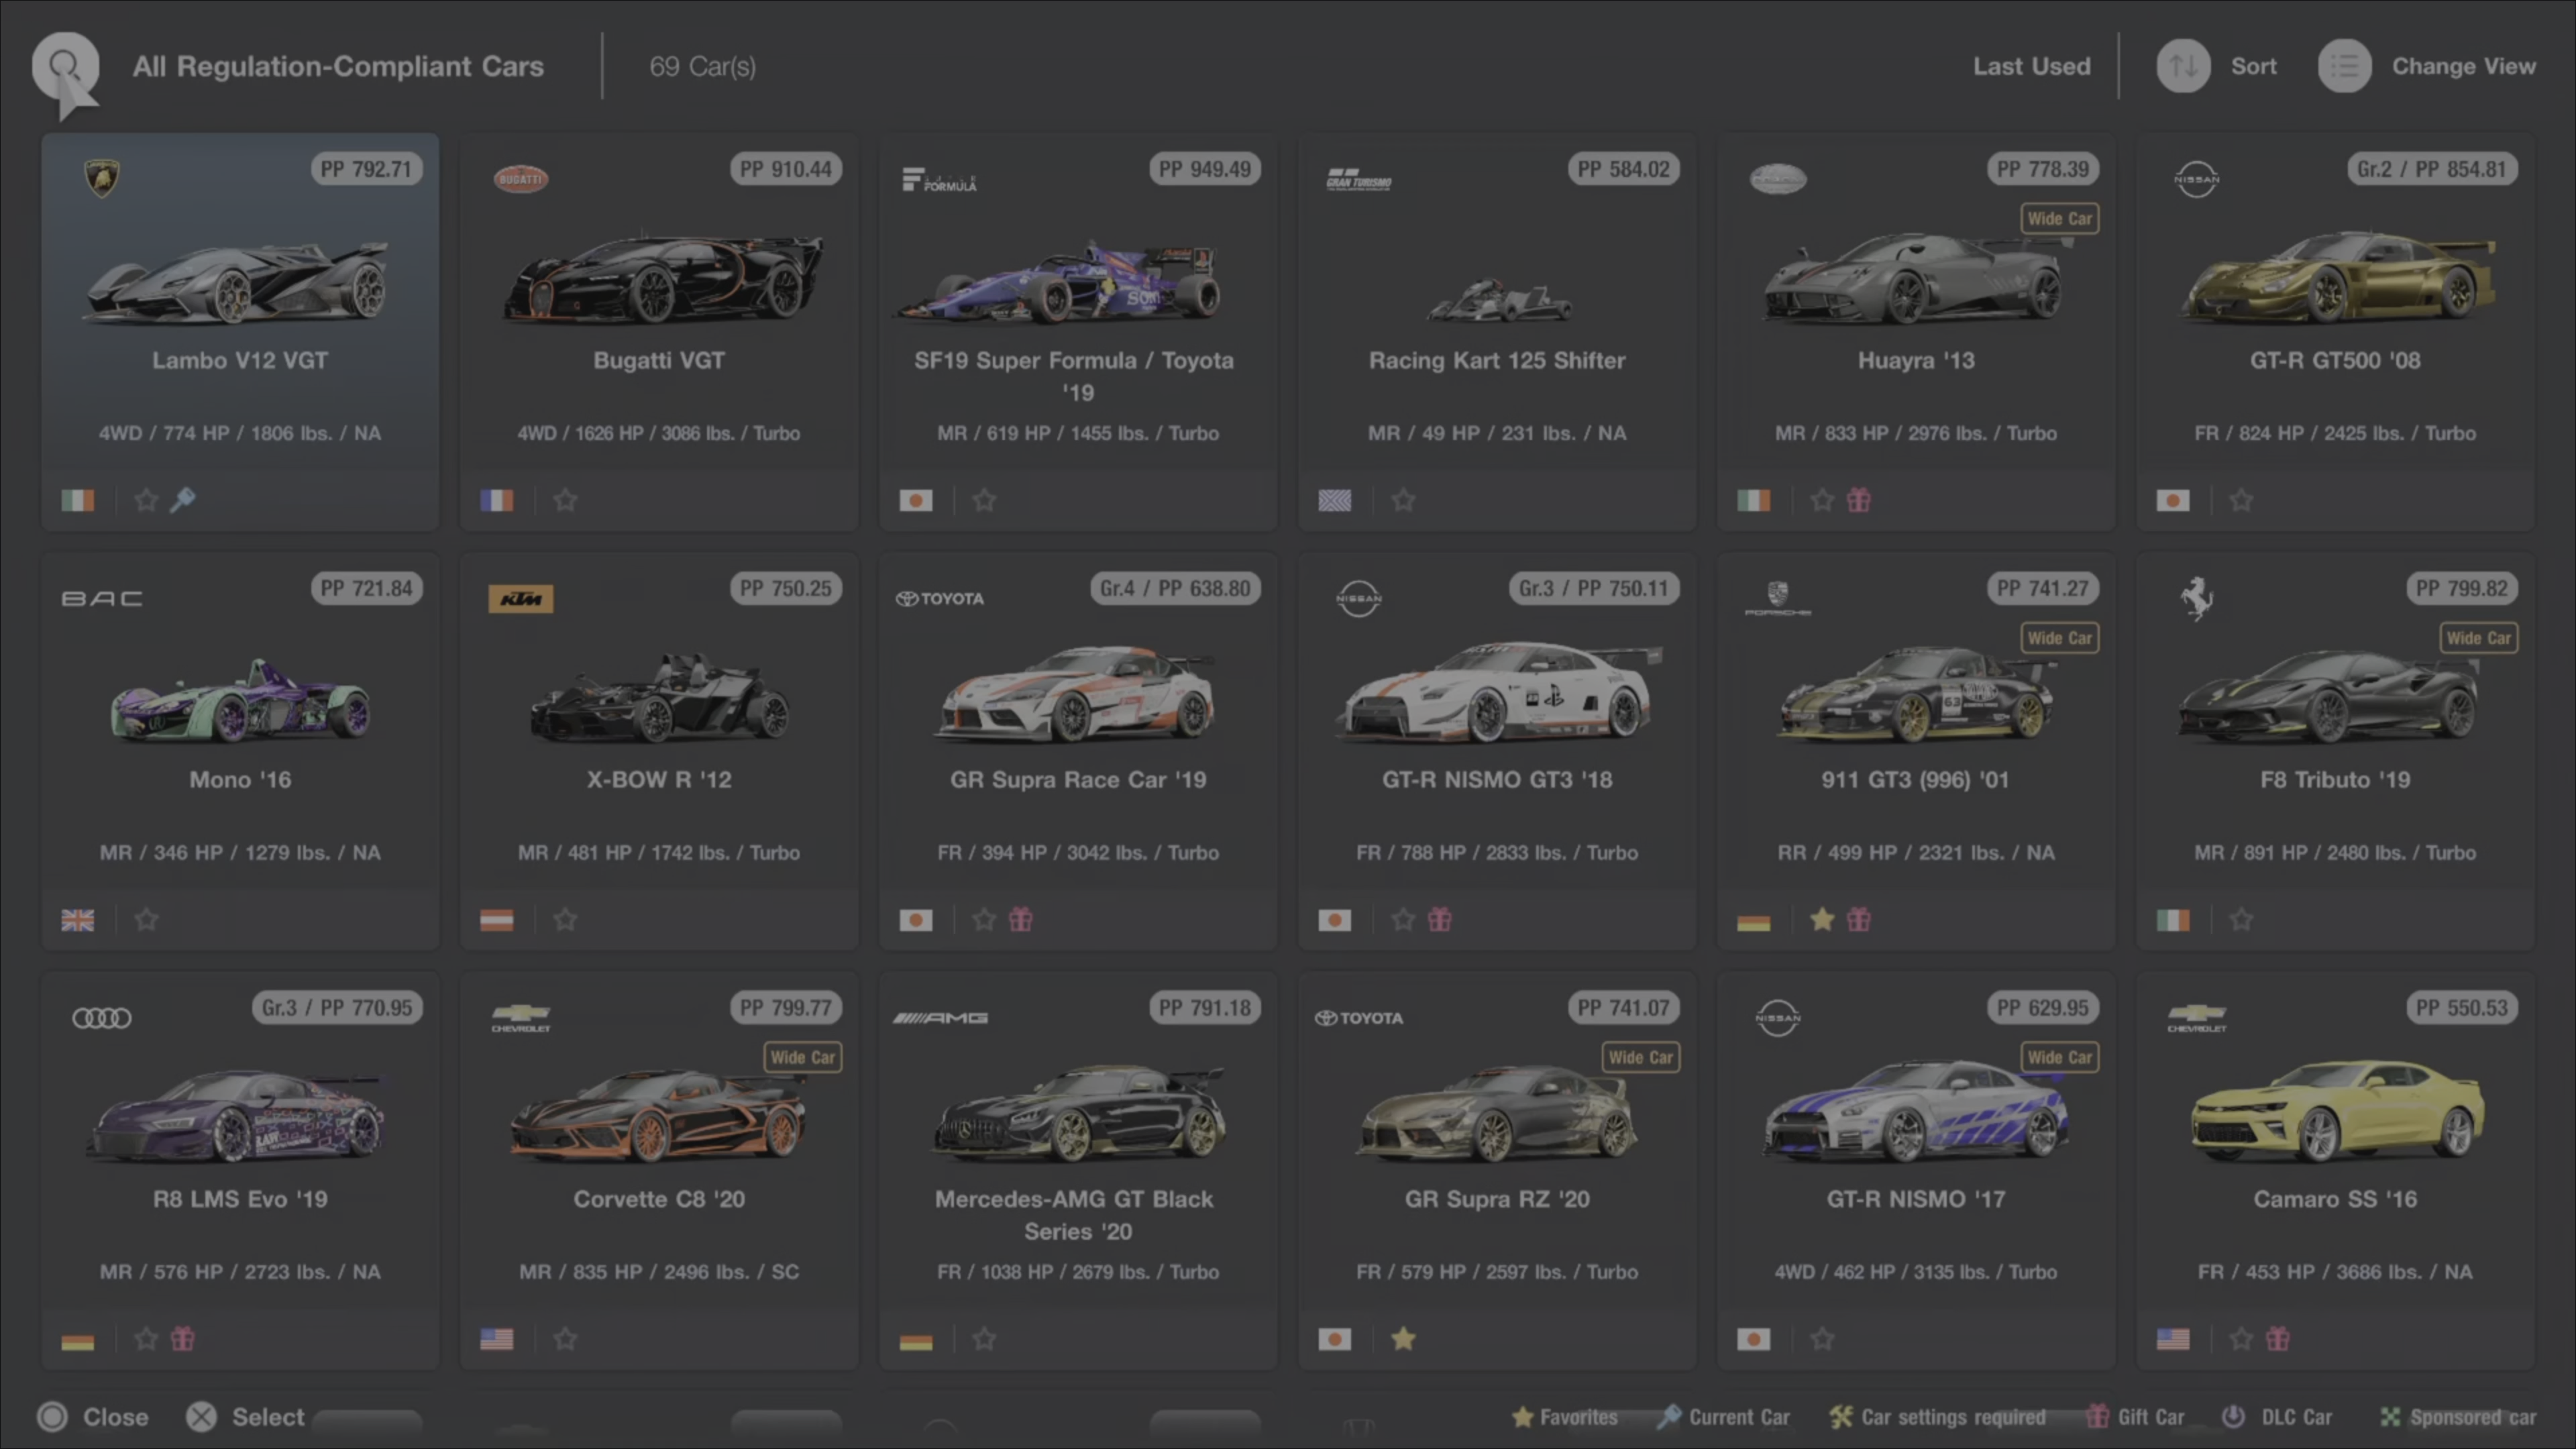 All Regulation-Compliant Cars
69 Car(s)
Last Used
Sort
Change View
PP 792.71
Lambo V12 VGT
4WD / 774 HP / 1806 lbs. / NA
BUGATTI
PP 910.44
Bugatti VGT
4WD / 1626 HP / 3086 lbs. / Turbo
FORMULA
PP 949.49
SONY
SF19 Super Formula / Toyota
'19
MR / 619 HP / 1455 lbs. / Turbo
GRAN TURISMO
PP 584.02
Racing Kart 125 Shifter
MR / 49 HP / 231 lbs. / NA
PP 778.39
Wide Car
Huayra '13
MR / 833 HP / 2976 lbs. / Turbo
NISSAN
Gr.2 / PP 854.81
GT-R GT500 '08
FR / 824 HP / 2425 lbs. / Turbo
BAC
PP 721.84
Mono '16
MR / 346 HP / 1279 lbs. / NA
KTM
PP 750.25
X-BOW R '12
MR / 481 HP / 1742 lbs. / Turbo
TOYOTA
Gr.4 / PP 638.80
GR Supra Race Car '19
FR / 394 HP / 3042 lbs. / Turbo
NISSAN
Gr.3 / PP 750.11
GT-R NISMO GT3 '18
FR / 788 HP / 2833 lbs. / Turbo
PORSCHE
PP 741.27
Wide Car
63
911 GT3 (996) '01
RR / 499 HP / 2321 lbs. / NA
PP 799.82
Wide Car
F8 Tributo '19
MR / 891 HP / 2480 lbs. / Turbo
Gr.3 / PP 770.95
R8 LMS Evo '19
MR / 576 HP / 2723 lbs. / NA
CHEVROLET
PP 799.77
Wide Car
Corvette C8 '20
MR / 835 HP / 2496 lbs. / SC
AMG
PP 791.18
Mercedes-AMG GT Black
Series '20
FR / 1038 HP / 2679 lbs. / Turbo
TOYOTA
PP 741.07
Wide Car
GR Supra RZ '20
FR / 579 HP / 2597 lbs. / Turbo
NISSAN
PP 629.95
Wide Car
GT-R NISMO '17
4WD / 462 HP / 3135 lbs. / Turbo
CHEVROLET
PP 550.53
Camaro SS '16
FR / 453 HP / 3686 lbs. / NA
Close
Select
Favorites
Current Car
Car settings required
Gift Car
DLC Car
Sponsored car